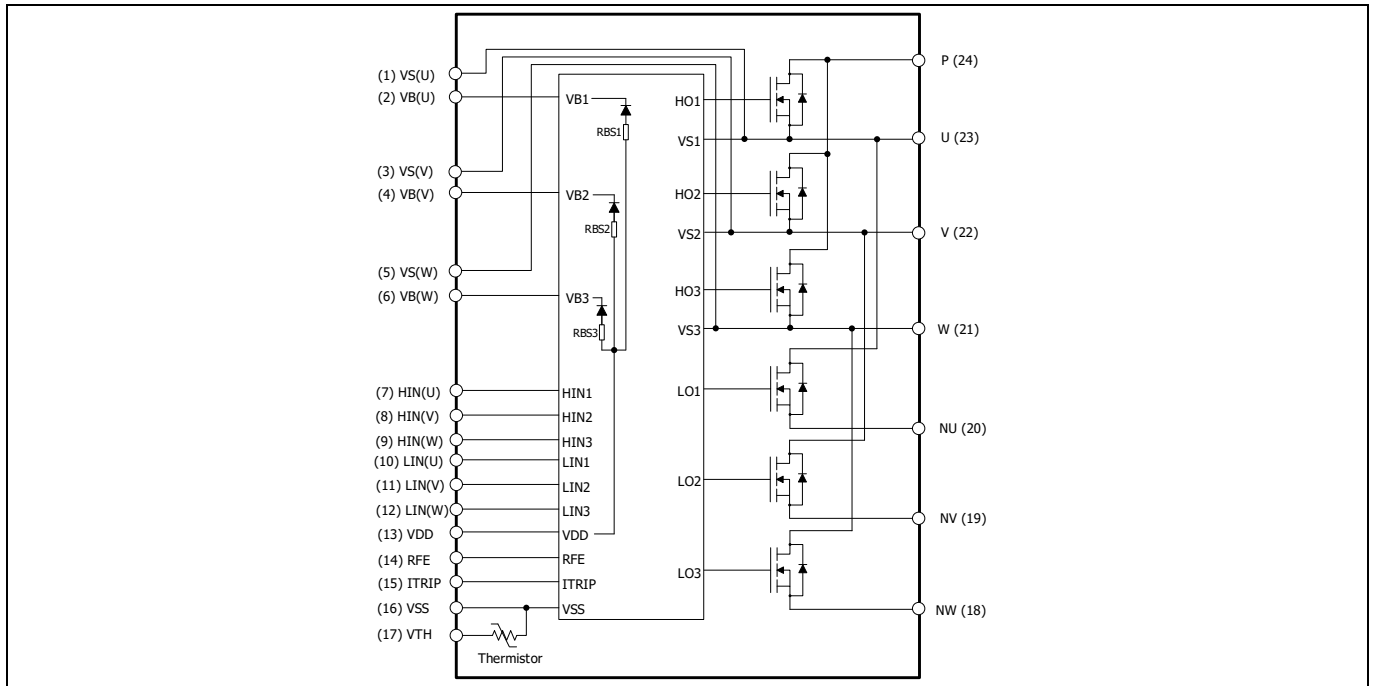 (1) VS(U)
(2) VB(U)
(3) VS(V)
(4) VB(V)
(5) VS(W)
(6) VB(W)
(7) HIN(U)
(8) HIN(V)
(9) HIN(W)
(10) LIN(U)
(11) LIN(V)
(12) LIN(W)
(13) VDD
(14) RFE
(15) ITRIP
(16) VSS
(17) VTH
Thermistor
VB1
RBS1
VB2
RBS2
VB3
RBS3
HIN1
HIN2
HIN3
LIN1
LIN2
LIN3
VDD
RFE
ITRIP
VSS
HO1
VS1
HO2
VS2
HO3
VS3
LO1
LO2
LO3
P (24)
U (23)
V (22)
W (21)
NU (20)
NV (19)
NW (18)